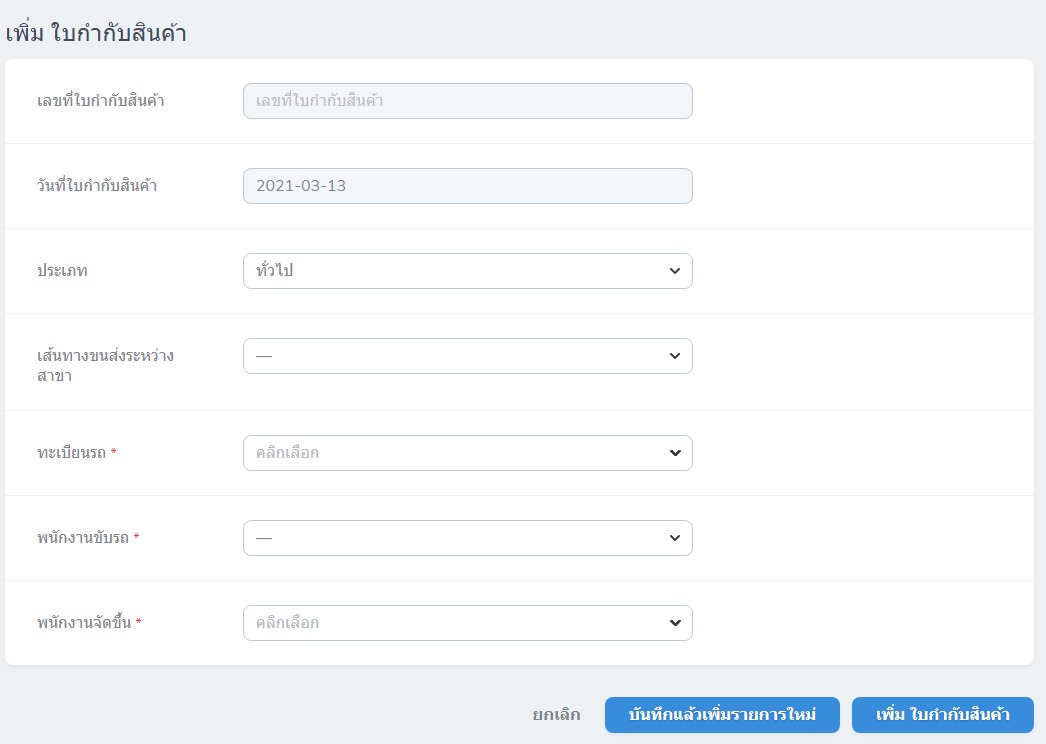 เพิ่ม ใบกำกับสินค้า
เลขที่ใบกำกับสินค้า
เลขที่ใบกำกับสินค้า
วันที่ใบกำกับสินค้า
2021-03-13
ประเภท
ทั่วไป
เส้นทางขนส่งระหว่าง
สาขา
—
ทะเบียนรถ *
คลิกเลือก
พนักงานขับรถ *
—
พนักงานจัดขึ้น *
คลิกเลือก
ยกเลิก
บันทึกแล้วเพิ่มรายการใหม่
เพิ่ม ใบกำกับสินค้า